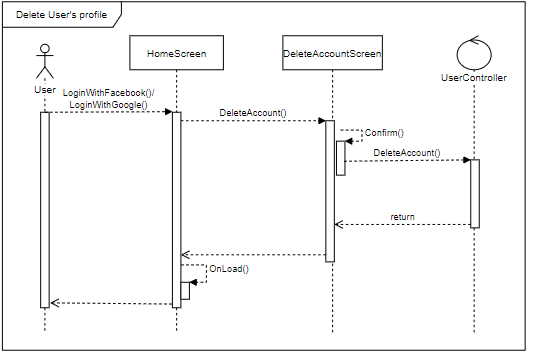 Delete User's profile
HomeScreen
DeleteAccountScreen
UserController
User
LoginWithFacebook()/
LoginWithGoogle()
DeleteAccount()
Confirm()
DeleteAccount()
return
OnLoad()